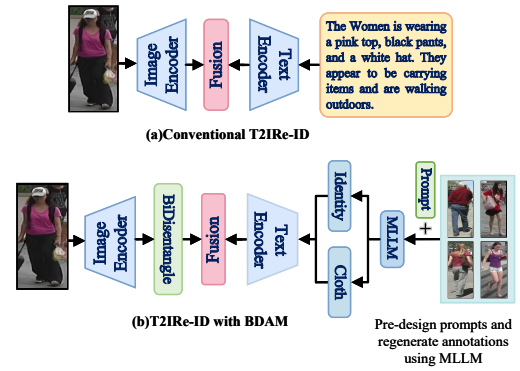 Image
Encoder
Fusion
Text
Encoder
The Women is wearing
a pink top, black pants,
and a white hat. They
appear to be carrying
items and are walking
outdoors.
(a)Conventional T2IRe-ID
Image
Encoder
BiDisentangle
Fusion
Text
Encoder
Identity
Cloth
MLLM
Prompt
+
(b)T2IRe-ID with BDAM
Pre-design prompts and
regenerate annotations
using MLLM